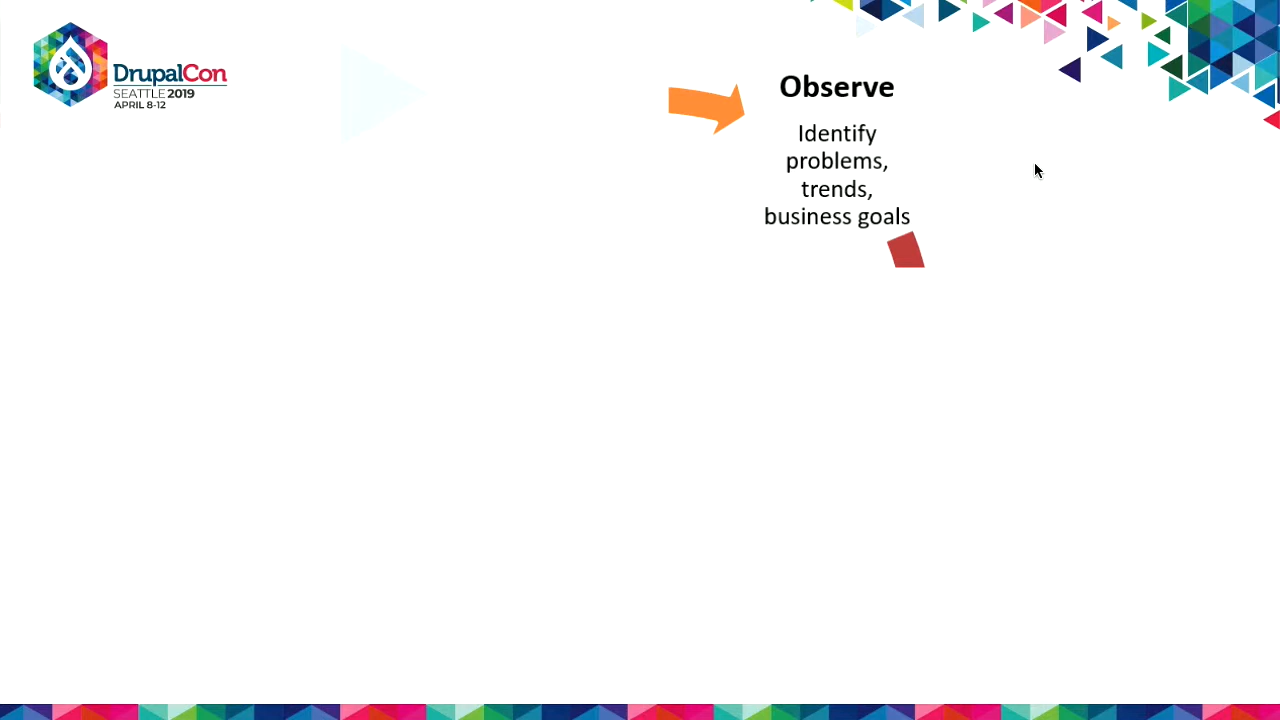 DrupalCon
SEATTLE 2019
APRIL 8-12
Observe
Identify
problems,
trends,
business goals